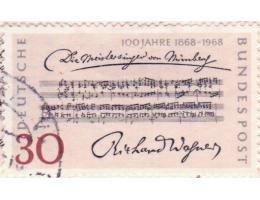 100 JAHRE 1868-1968
Die Meistersinger von Nürnberg
DEUTSCHE
BUNDESPOST
30
Richard Wagner